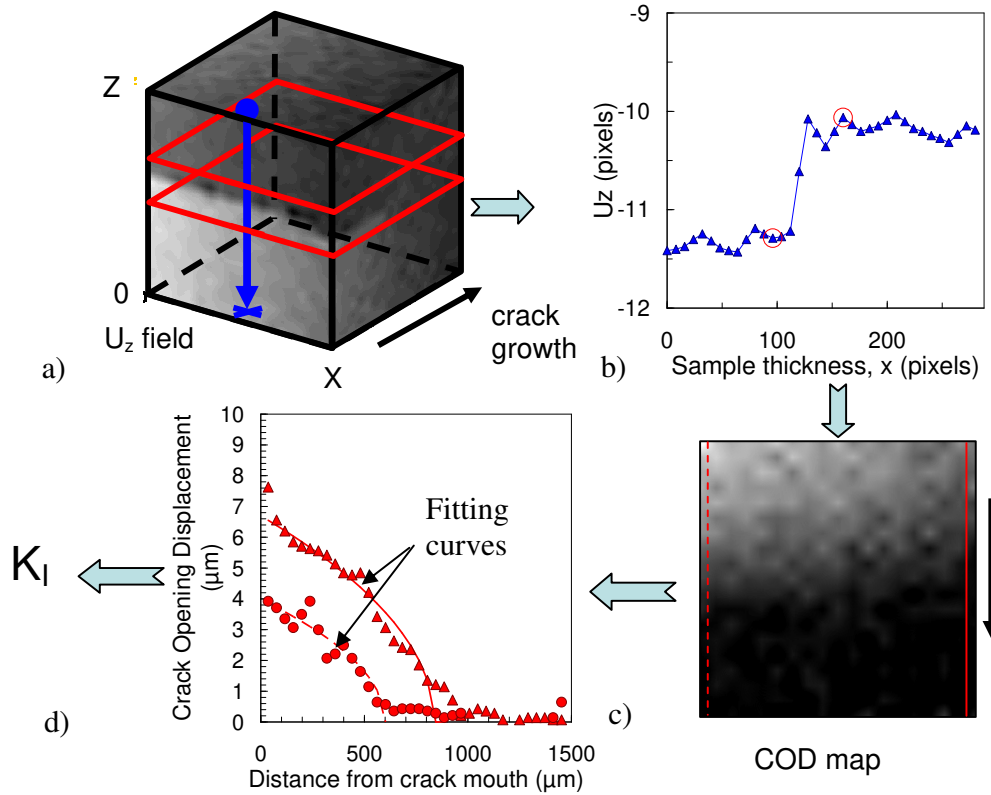 Z
0
U_z field
X
crack
growth
a)
-9
-10
-11
-12
Uz (pixels)
0 100 200
Sample thickness, x (pixels)
b)
c)
COD map
10
9
8
7
6
5
4
3
2
1
0
Crack Opening Displacement
(µm)
Fitting
curves
0 500 1000 1500
Distance from crack mouth (µm)
d)
K_I